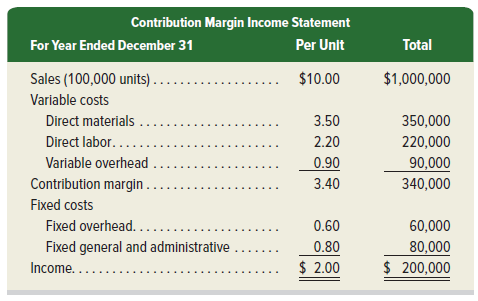 Contribution Margin Income Statement
For Year Ended December 31 Per Unit Total
Sales (100,000 units) . . . . . . . . . . . . . . . . . . . $10.00 $1,000,000
Variable costs
Direct materials . . . . . . . . . . . . . . . . . . . . . 3.50 350,000
Direct labor. . . . . . . . . . . . . . . . . . . . . . . . . 2.20 220,000
Variable overhead . . . . . . . . . . . . . . . . . . . 0.90 90,000
Contribution margin . . . . . . . . . . . . . . . . . . . . 3.40 340,000
Fixed costs
Fixed overhead. . . . . . . . . . . . . . . . . . . . . . 0.60 60,000
Fixed general and administrative . . . . . . . 0.80 80,000
Income. . . . . . . . . . . . . . . . . . . . . . . . . . . . . . $ 2.00 $ 200,000